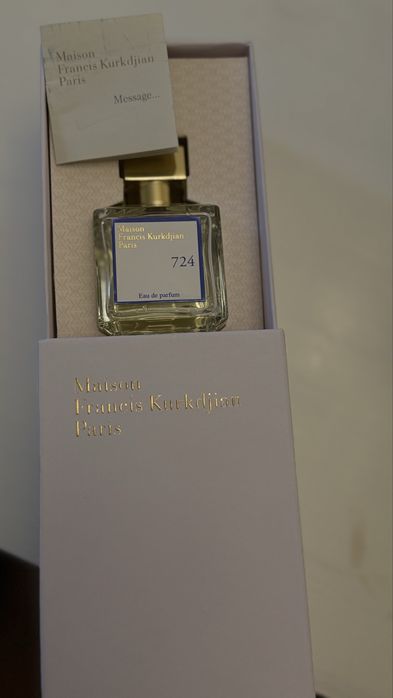 Maison
Francis Kurkdjian
Paris
Message...
Maison
Francis Kurkdjian
Paris
724
Eau de parfum
Maison
Francis Kurkdjian
Paris